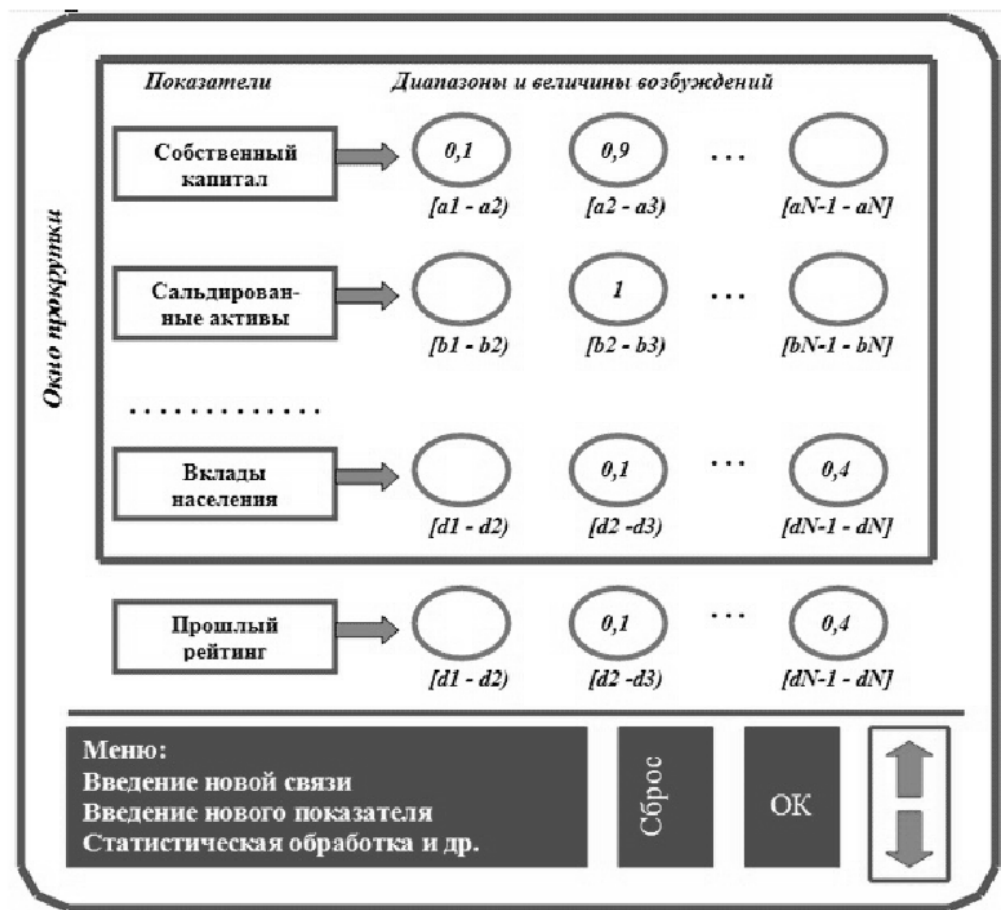 Показатели Диапазоны и величины возбуждений
Собственный
капитал
0,1 0,9 ...
[a1 - a2) [a2 - a3) [aN-1 - aN]
Окно прокрутки
Сальдирован-
ные активы
1 ...
[b1 - b2) [b2 - b3) [bN-1 - bN]
.............
Вклады
населения
0,1 ... 0,4
[d1 - d2) [d2 -d3) [dN-1 - dN]
Прошлый
рейтинг
0,1 ... 0,4
[d1 - d2) [d2 -d3) [dN-1 - dN]
Меню:
Введение новой связи
Введение нового показателя
Статистическая обработка и др.
Сброс
ОК